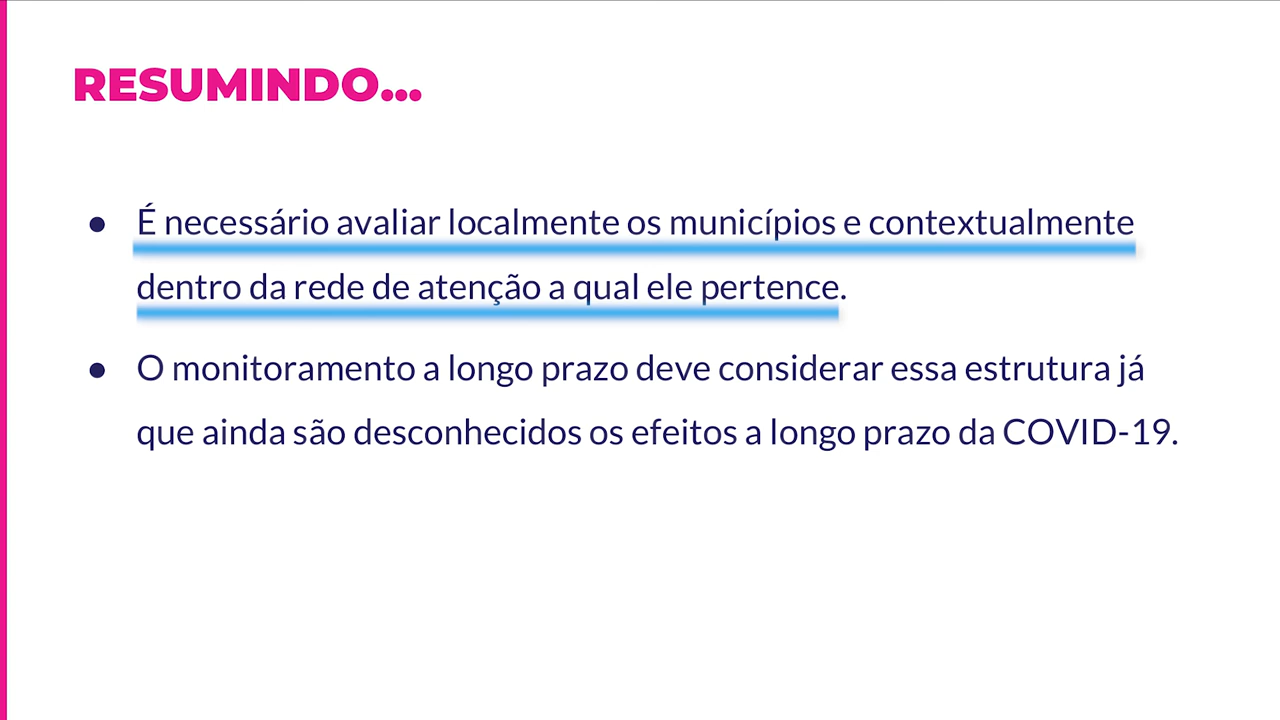 RESUMINDO...
● É necessário avaliar localmente os municípios e contextualmente
dentro da rede de atenção a qual ele pertence.
● O monitoramento a longo prazo deve considerar essa estrutura já
que ainda são desconhecidos os efeitos a longo prazo da COVID-19.